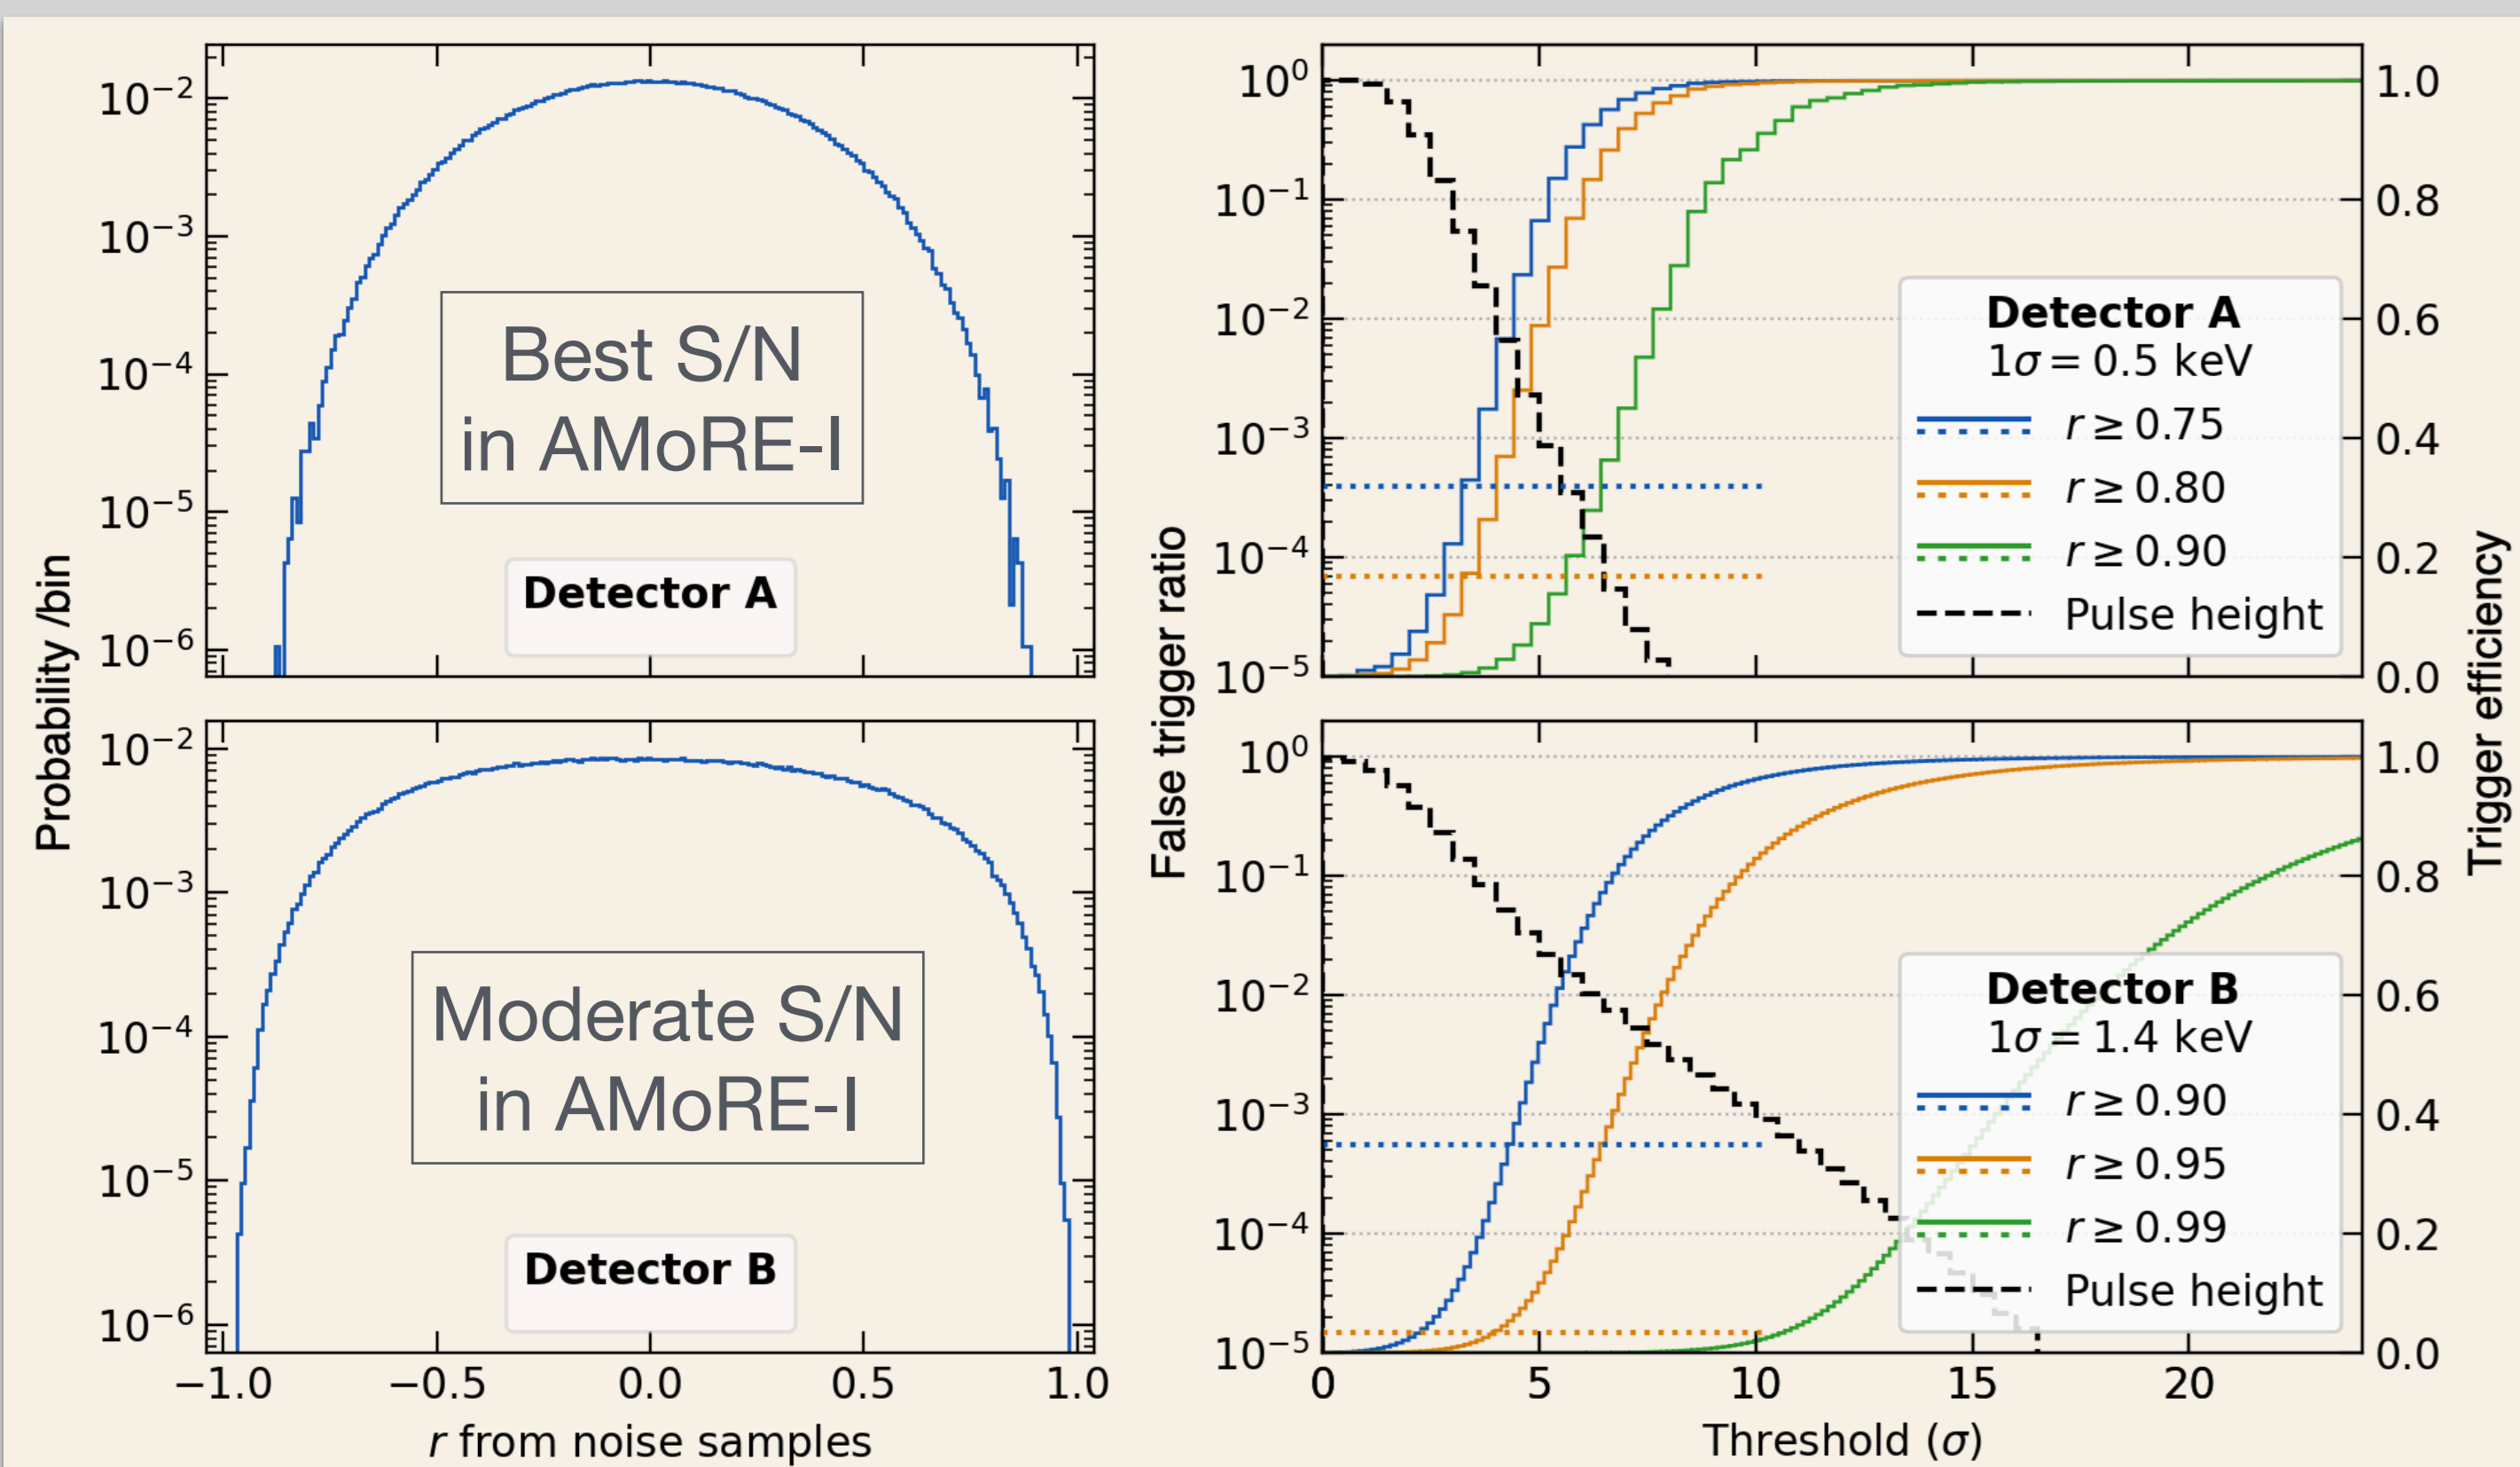 Probability /bin
10⁻²
10⁻³
10⁻⁴
10⁻⁵
10⁻⁶
Best S/N
in AMoRE-I
Detector A
10⁻²
10⁻³
10⁻⁴
10⁻⁵
10⁻⁶
Moderate S/N
in AMoRE-I
Detector B
−1.0 −0.5 0.0 0.5 1.0
r from noise samples
False trigger ratio
10⁰
10⁻¹
10⁻²
10⁻³
10⁻⁴
10⁻⁵
Detector A
1σ = 0.5 keV
r ≥ 0.75
r ≥ 0.80
r ≥ 0.90
Pulse height
1.0
0.8
0.6
0.4
0.2
0.0
10⁰
10⁻¹
10⁻²
10⁻³
10⁻⁴
10⁻⁵
Detector B
1σ = 1.4 keV
r ≥ 0.90
r ≥ 0.95
r ≥ 0.99
Pulse height
1.0
0.8
0.6
0.4
0.2
0.0
Trigger efficiency
0 5 10 15 20
Threshold (σ)